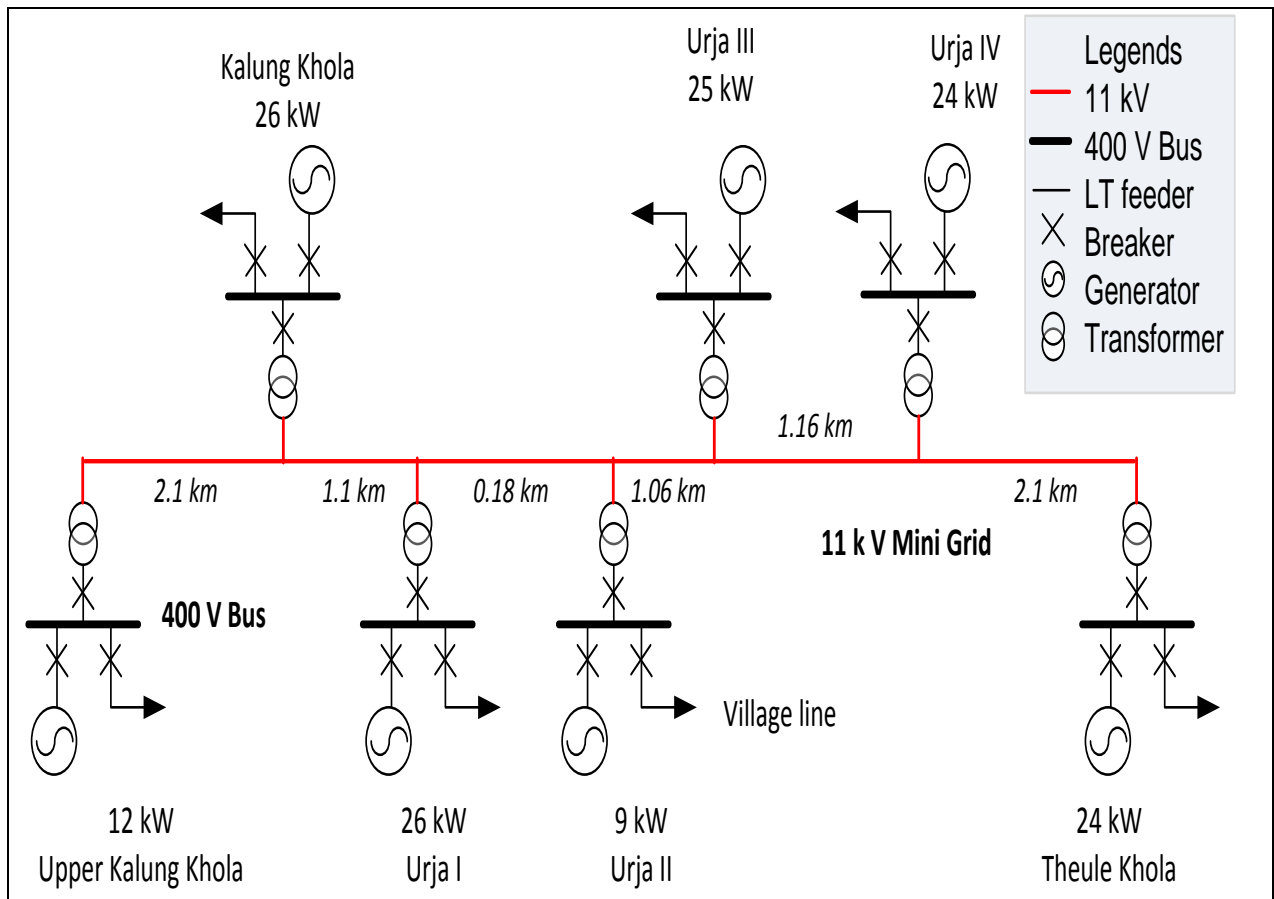 Kalung Khola
26 kW
Urja III
25 kW
Urja IV
24 kW
Legends
11 kV
400 V Bus
LT feeder
Breaker
Generator
Transformer
1.16 km
2.1 km
1.1 km
0.18 km
1.06 km
2.1 km
11 k V Mini Grid
400 V Bus
Village line
12 kW
Upper Kalung Khola
26 kW
Urja I
9 kW
Urja II
24 kW
Theule Khola